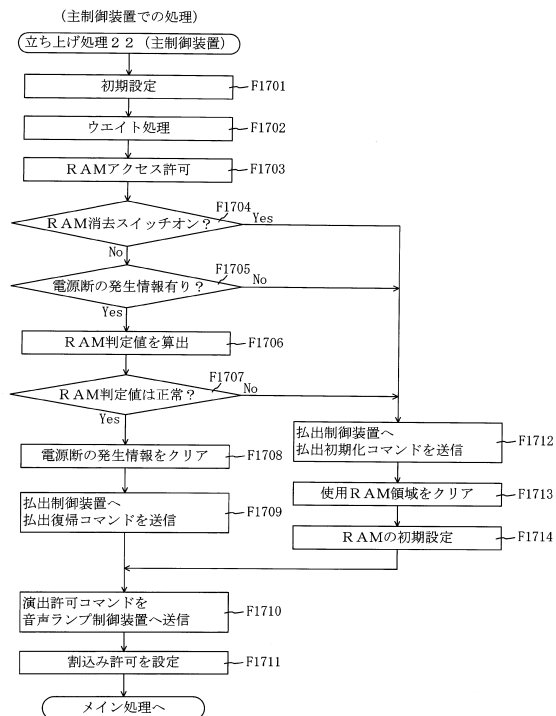 (主制御装置での処理)
立ち上げ処理22(主制御装置)
初期設定
F1701
ウエイト処理
F1702
RAMアクセス許可
F1703
RAM消去スイッチオン?
F1704
Yes
No
電源断の発生情報有り?
F1705
No
Yes
RAM判定値を算出
F1706
RAM判定値は正常?
F1707
No
Yes
電源断の発生情報をクリア
F1708
払出制御装置へ
払出復帰コマンドを送信
F1709
払出制御装置へ
払出初期化コマンドを送信
F1712
使用RAM領域をクリア
F1713
RAMの初期設定
F1714
演出許可コマンドを
音声ランプ制御装置へ送信
F1710
割込み許可を設定
F1711
メイン処理へ